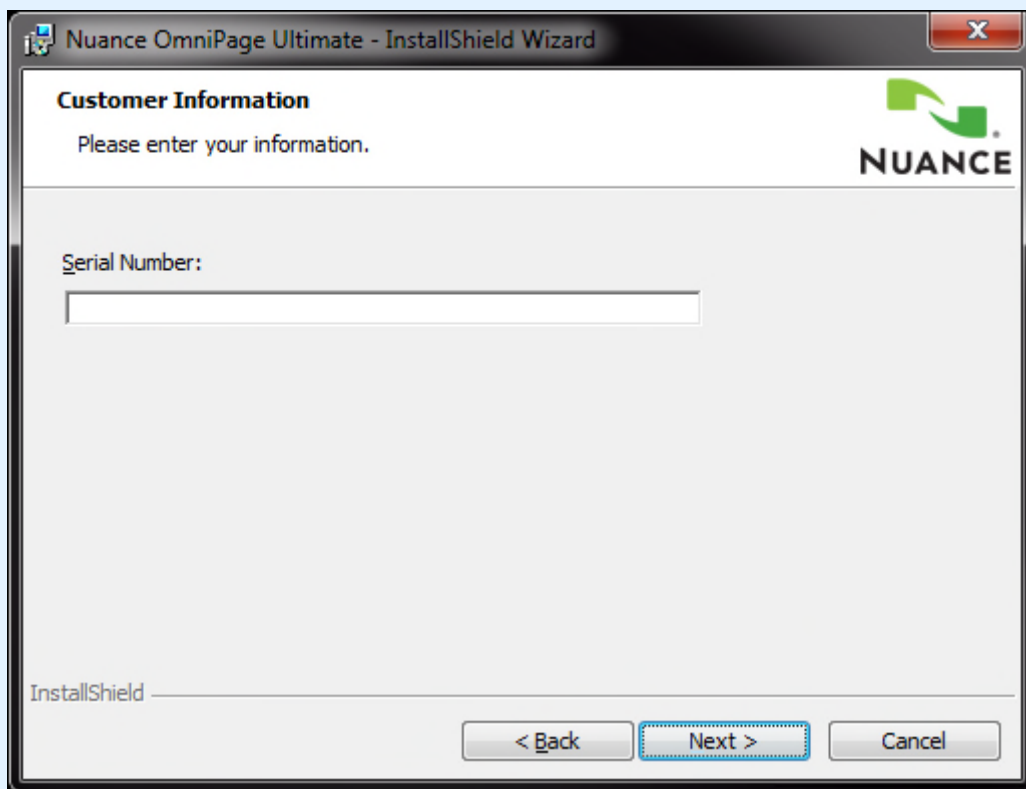 Nuance OmniPage Ultimate - InstallShield Wizard
Customer Information
Please enter your information.
NUANCE
Serial Number:
InstallShield
< Back
Next >
Cancel